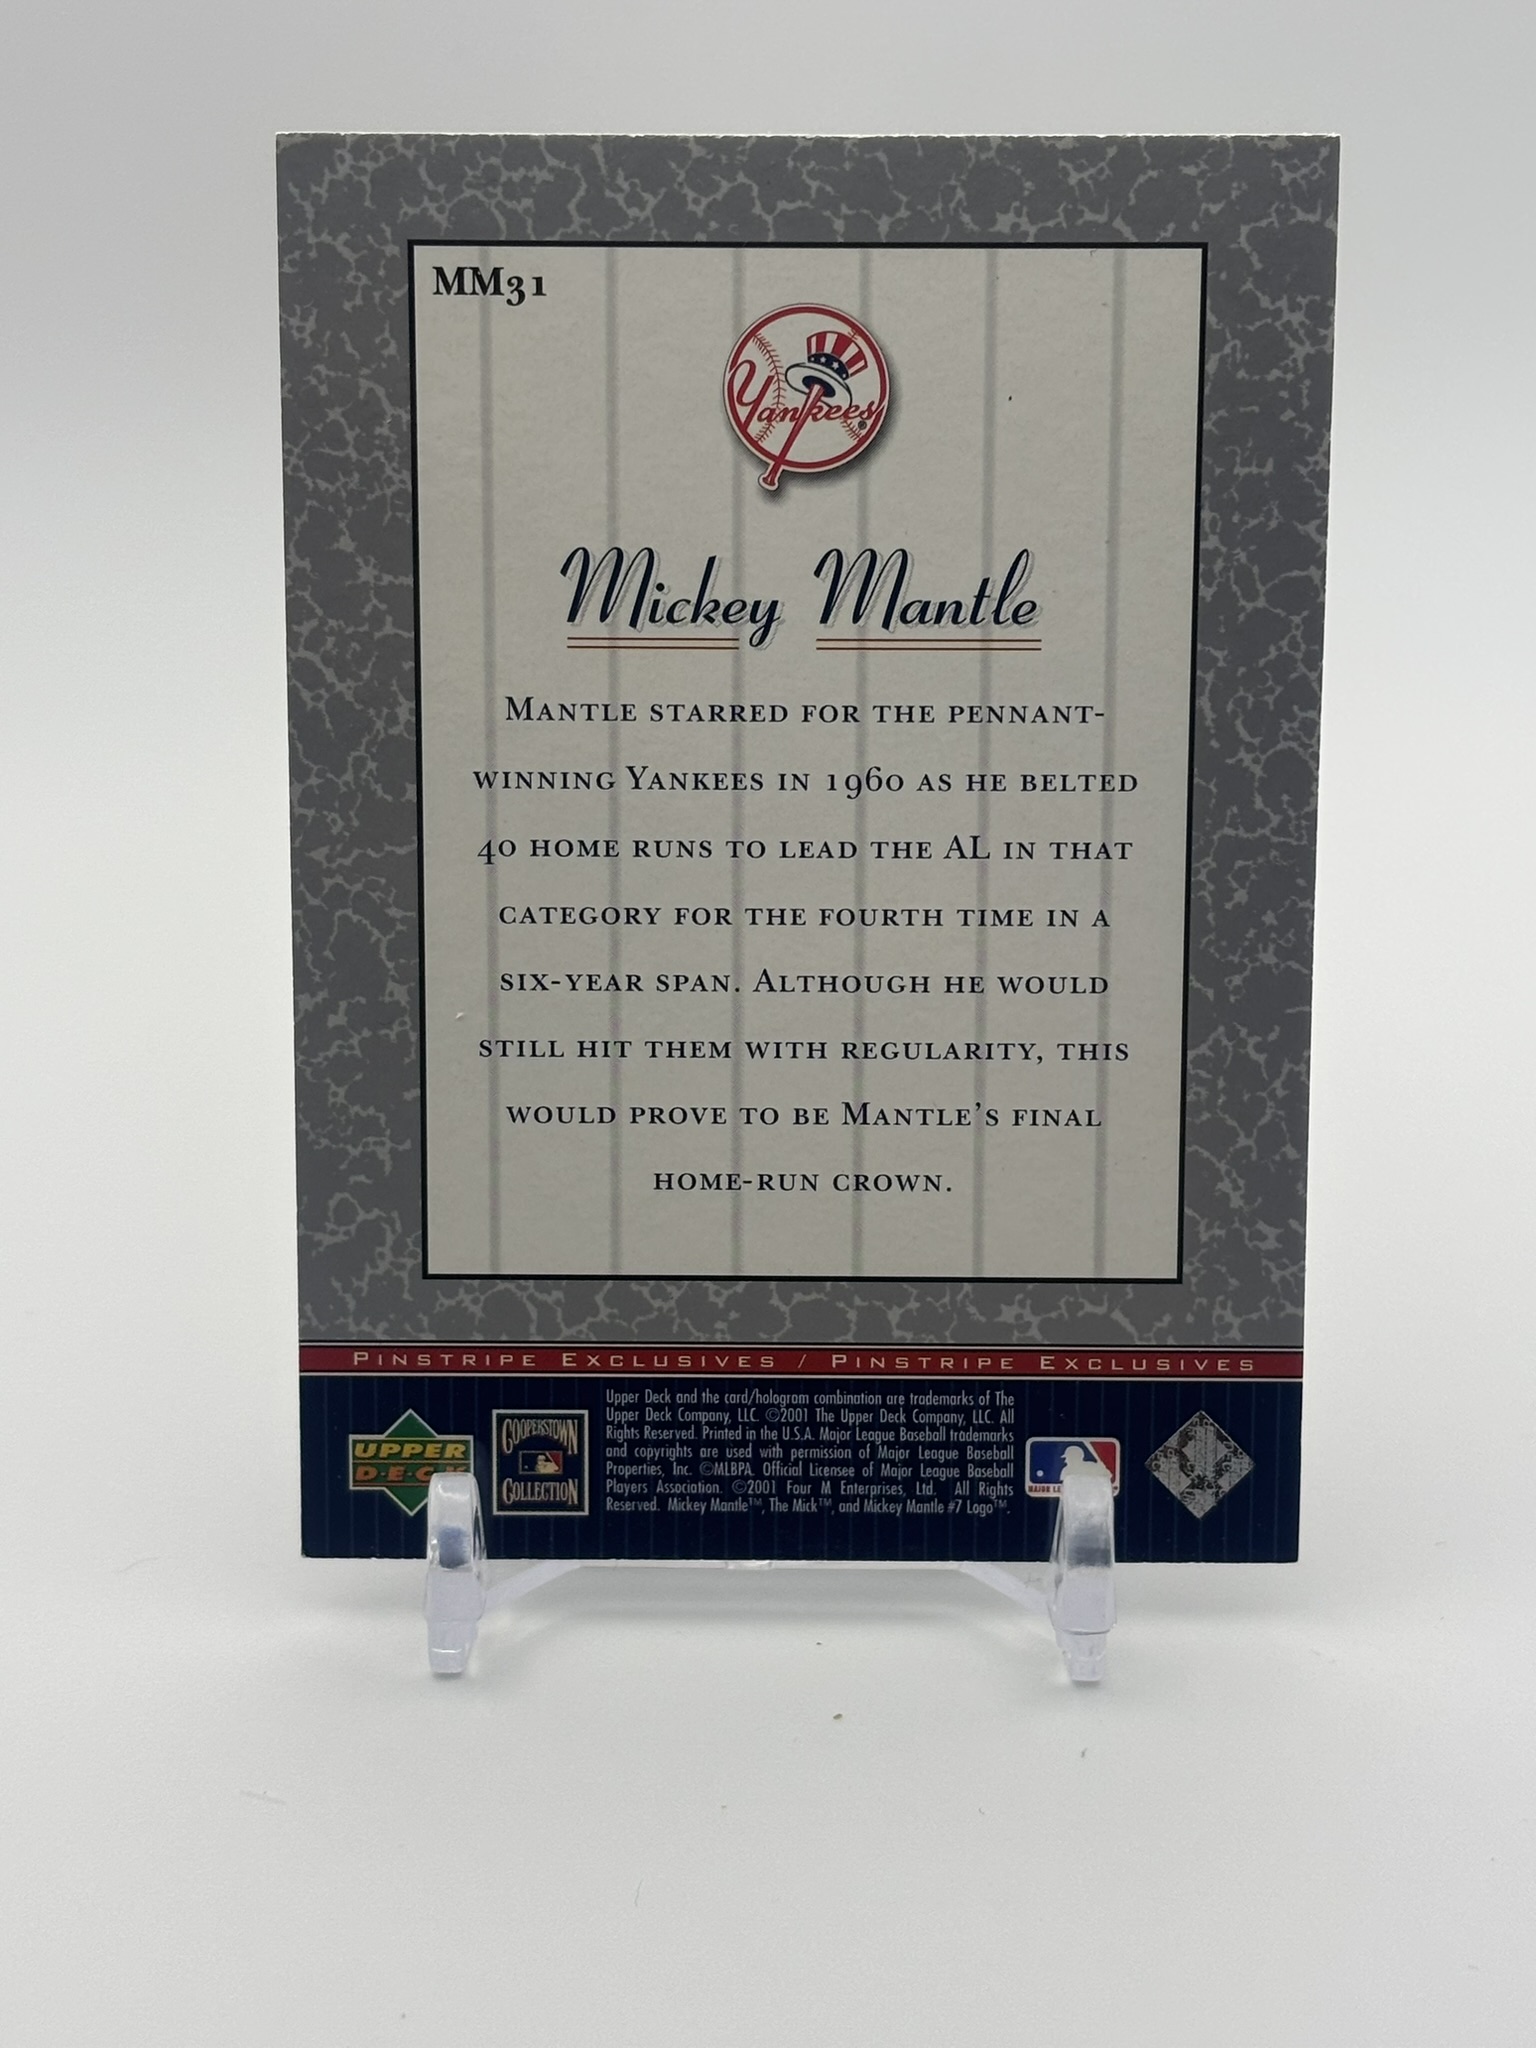 MM31
Yankees®
Mickey Mantle
Mantle starred for the pennant-
winning Yankees in 1960 as he belted
40 home runs to lead the AL in that
category for the fourth time in a
six-year span. Although he would
still hit them with regularity, this
would prove to be Mantle's final
home-run crown.
Pinstripe Exclusives / Pinstripe Exclusives
UPPER
DECK
COOPERSTOWN
COLLECTION
Upper Deck and the card/hologram combination are trademarks of The
Upper Deck Company, LLC. ©2001 The Upper Deck Company, LLC. All
Rights Reserved. Printed in the U.S.A. Major League Baseball trademarks
and copyrights are used with permission of Major League Baseball
Properties, Inc. ©MLBPA. Official Licensee of Major League Baseball
Players Association. ©2001 Four M Enterprises, Ltd. All Rights
Reserved. Mickey Mantle™, The Mick™, and Mickey Mantle #7 Logo™.
MAJOR